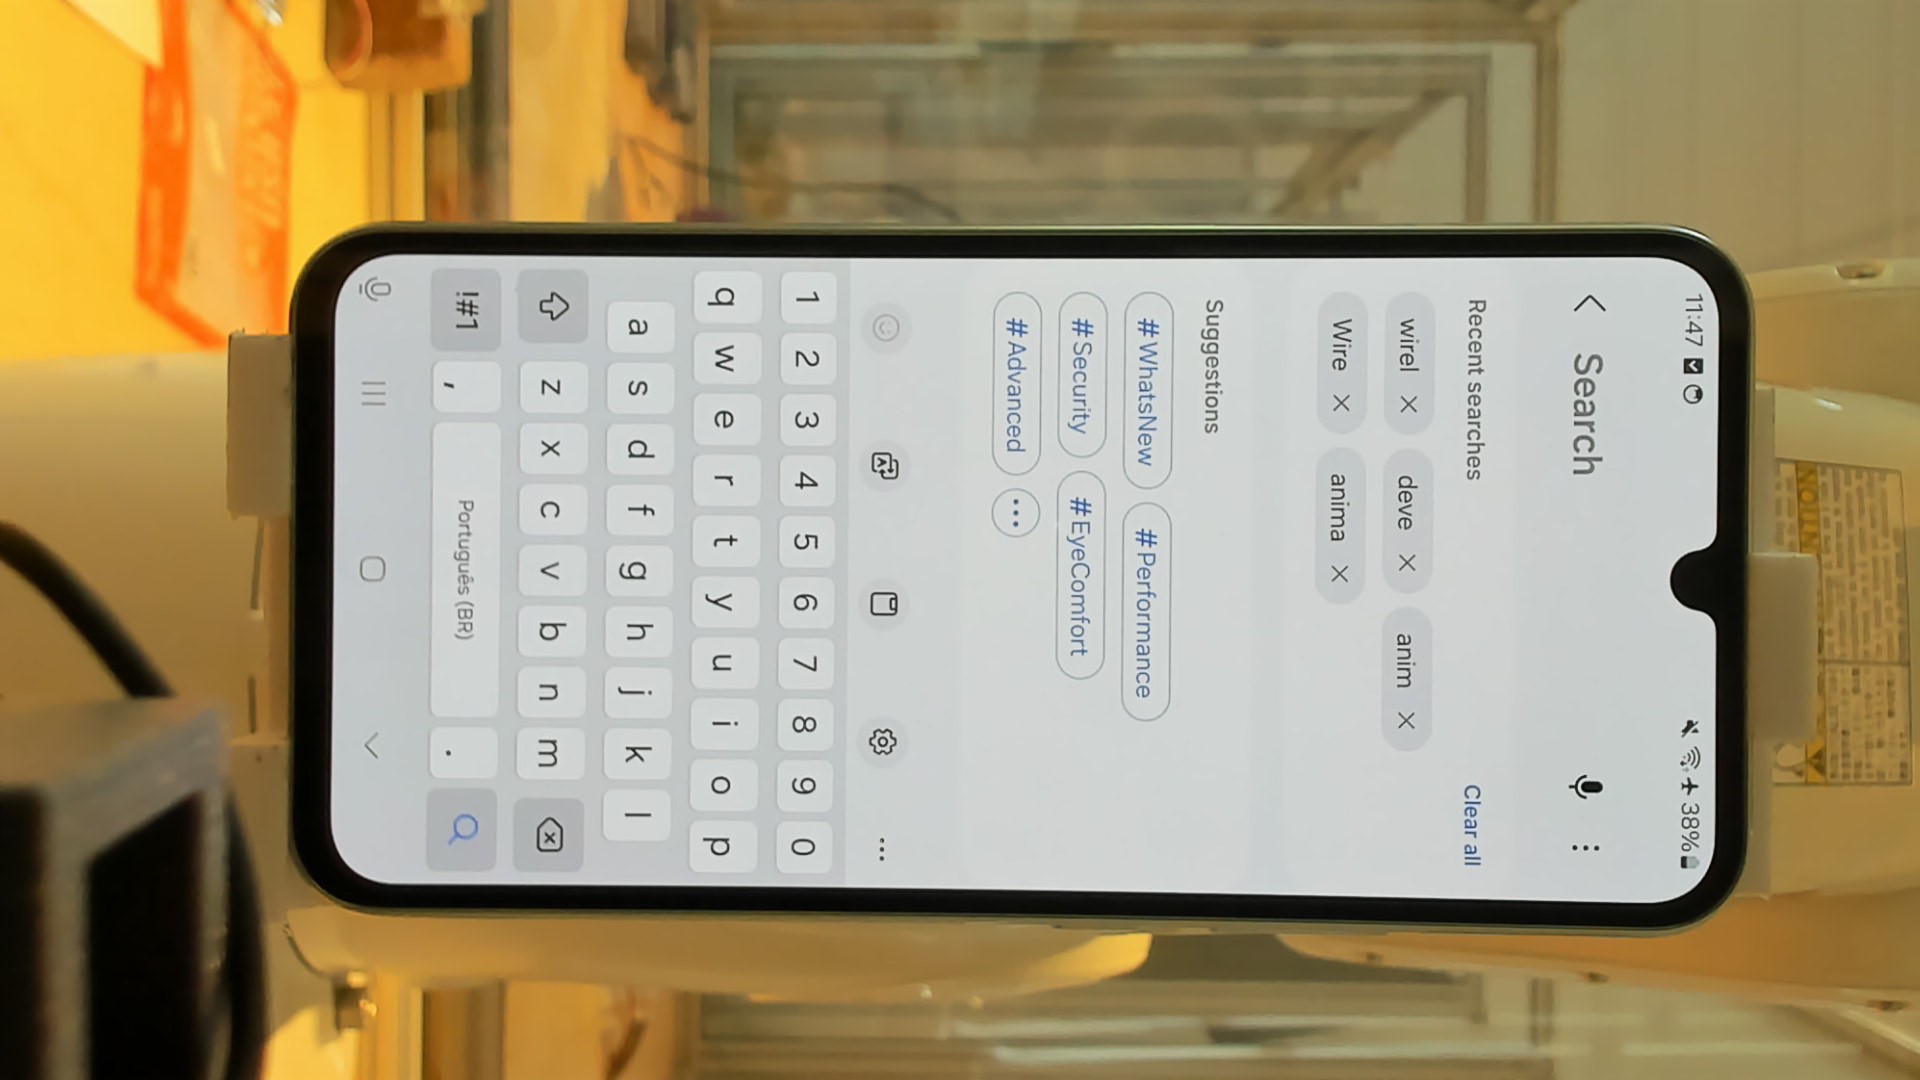 11:47 38%
Search
Recent searches Clear all
wirel deve anim
Wire anima
Suggestions
#WhatsNew #Performance
#Security #EyeComfort
#Advanced
1 2 3 4 5 6 7 8 9 0
q w e r t y u i o p
a s d f g h j k l
z x c v b n m
!#1 , Português (BR) .